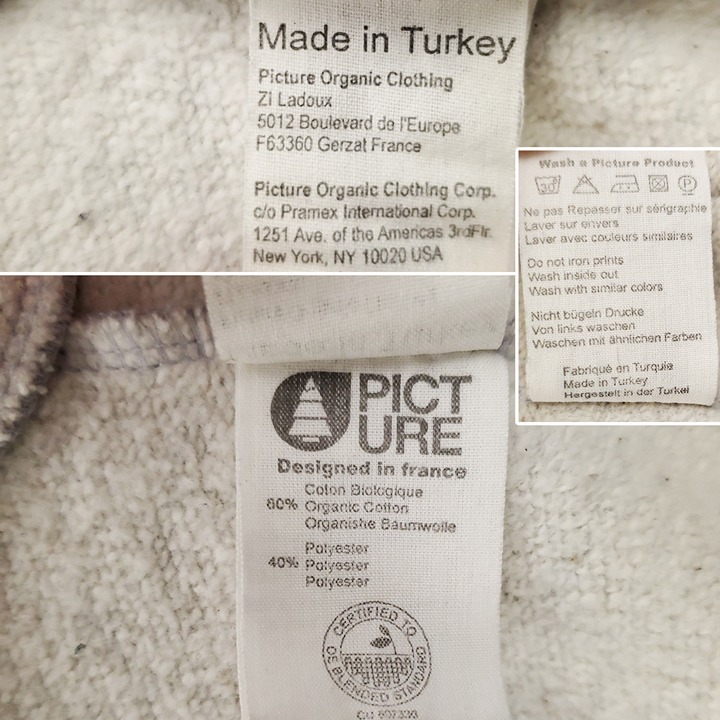 Made in Turkey
Picture Organic Clothing
Zi Ladoux
5012 Boulevard de l'Europe
F63360 Gerzat France
Picture Organic Clothing Corp.
c/o Pramex International Corp.
1251 Ave. of the Americas 3rdFlr.
New York, NY 10020 USA
Wash a Picture Product
30
P
Ne pas Repasser sur sérigraphie
Laver sur envers
Laver avec couleurs similaires
Do not iron prints
Wash inside out
Wash with similar colors
Nicht bügeln Drucke
Von links waschen
Waschen mit ähnlichen Farben
Fabriqué en Turquie
Made in Turkey
Hergestellt in der Turkei
PICT
URE
Designed in france
Coton Biologique
60% Organic Cotton
Organishe Baumwolle
Polyester
40% Polyester
Polyester
CERTIFIED TO
OE BLENDED STANDARD